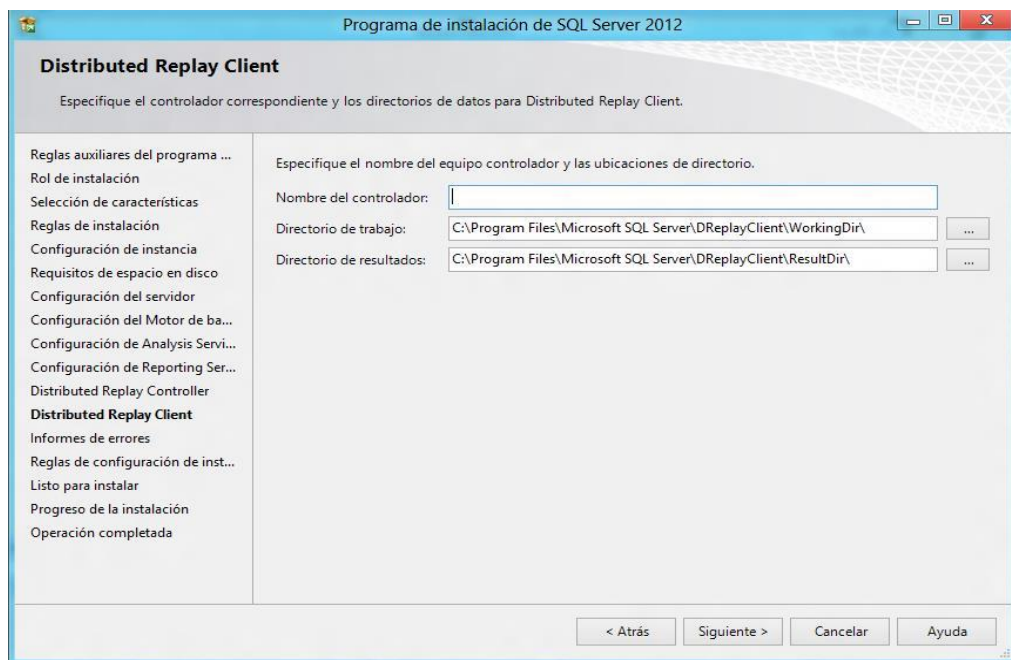 Programa de instalación de SQL Server 2012
Distributed Replay Client
Especifique el controlador correspondiente y los directorios de datos para Distributed Replay Client.
Reglas auxiliares del programa ...
Rol de instalación
Selección de características
Reglas de instalación
Configuración de instancia
Requisitos de espacio en disco
Configuración del servidor
Configuración del Motor de ba...
Configuración de Analysis Servi...
Configuración de Reporting Ser...
Distributed Replay Controller
Distributed Replay Client
Informes de errores
Reglas de configuración de inst...
Listo para instalar
Progreso de la instalación
Operación completada
Especifique el nombre del equipo controlador y las ubicaciones de directorio.
Nombre del controlador:
Directorio de trabajo: C:\Program Files\Microsoft SQL Server\DReplayClient\WorkingDir\ ...
Directorio de resultados: C:\Program Files\Microsoft SQL Server\DReplayClient\ResultDir\ ...
< Atrás Siguiente > Cancelar Ayuda